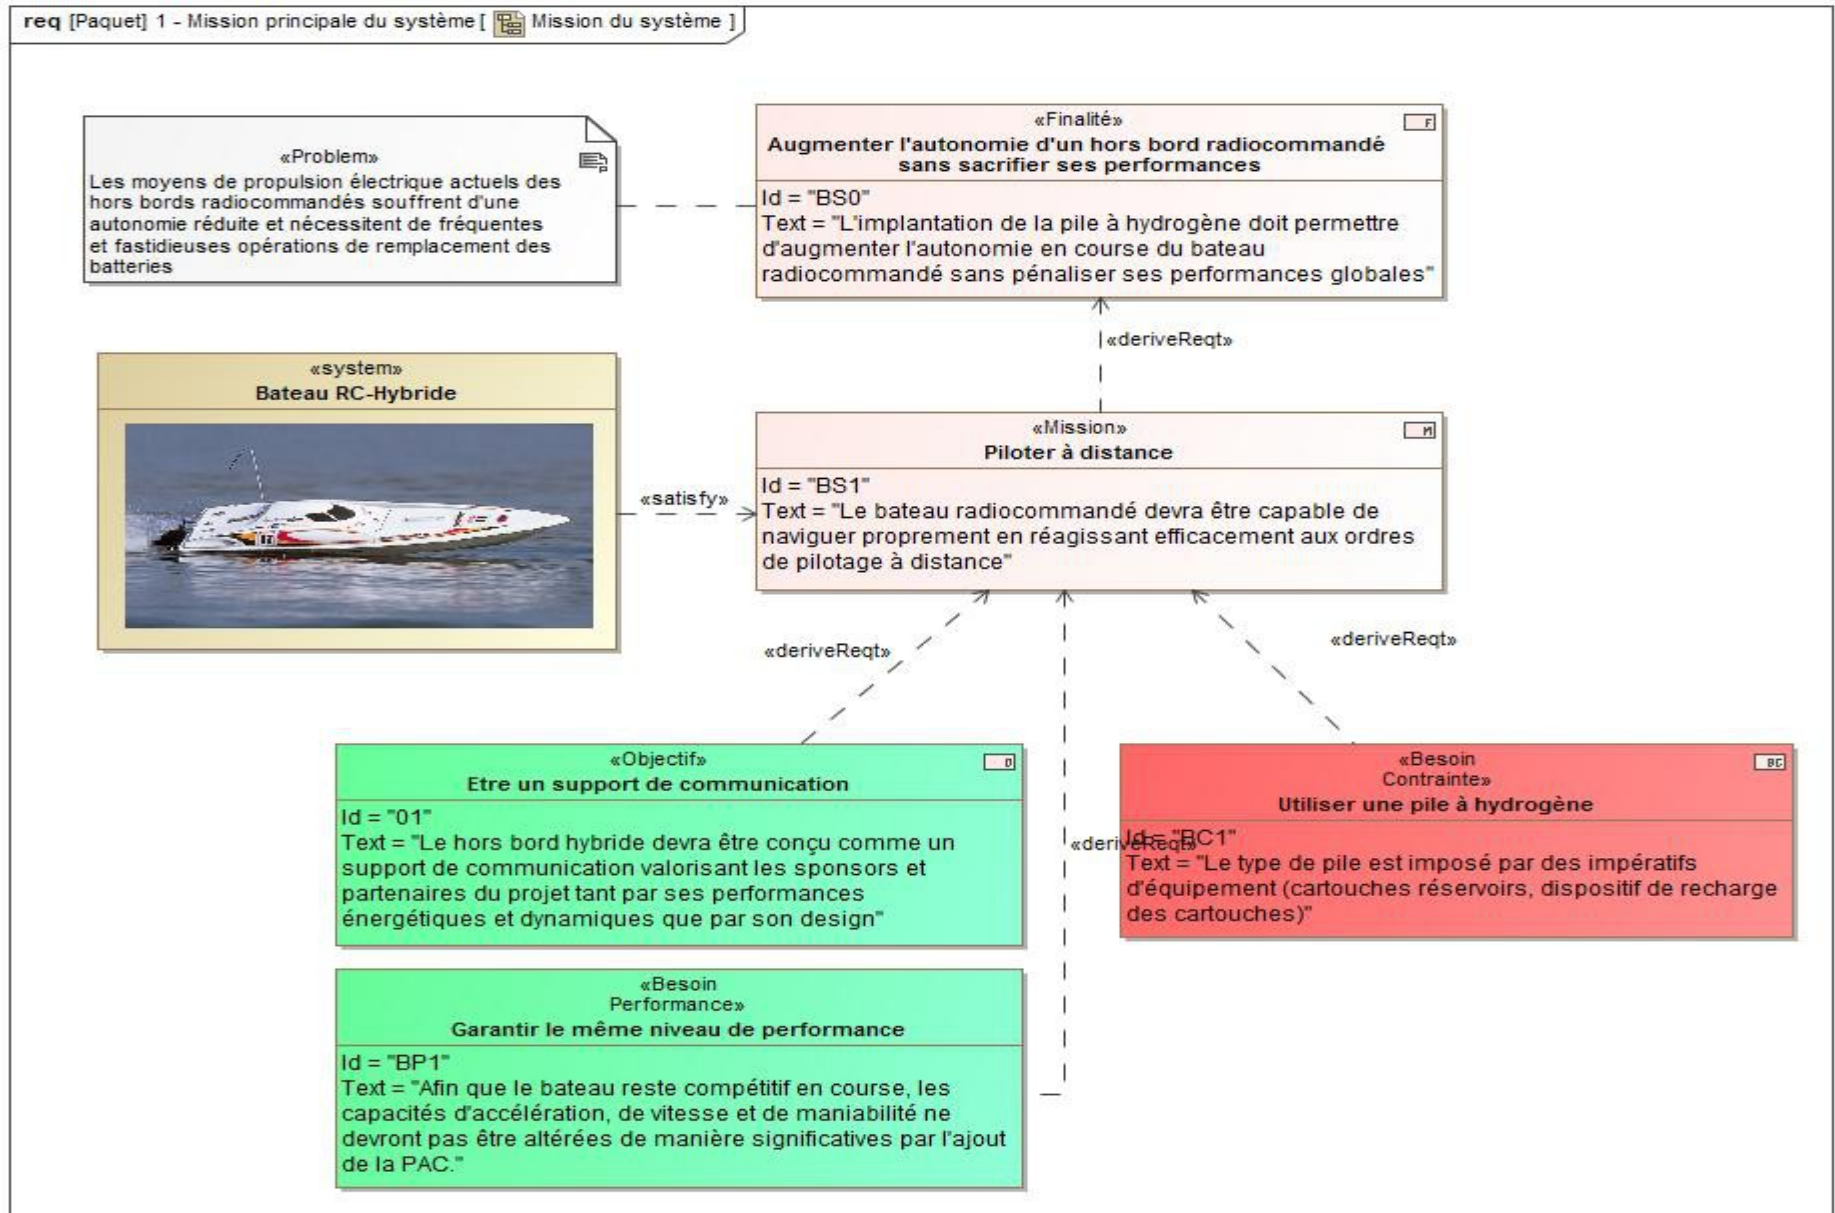 req [Paquet] 1 - Mission principale du système [ Mission du système ]
«Problem»
Les moyens de propulsion électrique actuels des
hors bords radiocommandés souffrent d'une
autonomie réduite et nécessitent de fréquentes
et fastidieuses opérations de remplacement des
batteries
«Finalité»
F
Augmenter l'autonomie d'un hors bord radiocommandé
sans sacrifier ses performances
Id = "BS0"
Text = "L'implantation de la pile à hydrogène doit permettre
d'augmenter l'autonomie en course du bateau
radiocommandé sans pénaliser ses performances globales"
«deriveReqt»
«system»
Bateau RC-Hybride
«satisfy»
«Mission»
M
Piloter à distance
Id = "BS1"
Text = "Le bateau radiocommandé devra être capable de
naviguer proprement en réagissant efficacement aux ordres
de pilotage à distance"
«deriveReqt»
«deriveReqt»
«deriveReqt»
«Objectif»
O
Etre un support de communication
Id = "01"
Text = "Le hors bord hybride devra être conçu comme un
support de communication valorisant les sponsors et
partenaires du projet tant par ses performances
énergétiques et dynamiques que par son design"
«Besoin
Contrainte»
BC
Utiliser une pile à hydrogène
Id = "BC1"
Text = "Le type de pile est imposé par des impératifs
d'équipement (cartouches réservoirs, dispositif de recharge
des cartouches)"
«Besoin
Performance»
Garantir le même niveau de performance
Id = "BP1"
Text = "Afin que le bateau reste compétitif en course, les
capacités d'accélération, de vitesse et de maniabilité ne
devront pas être altérées de manière significatives par l'ajout
de la PAC."